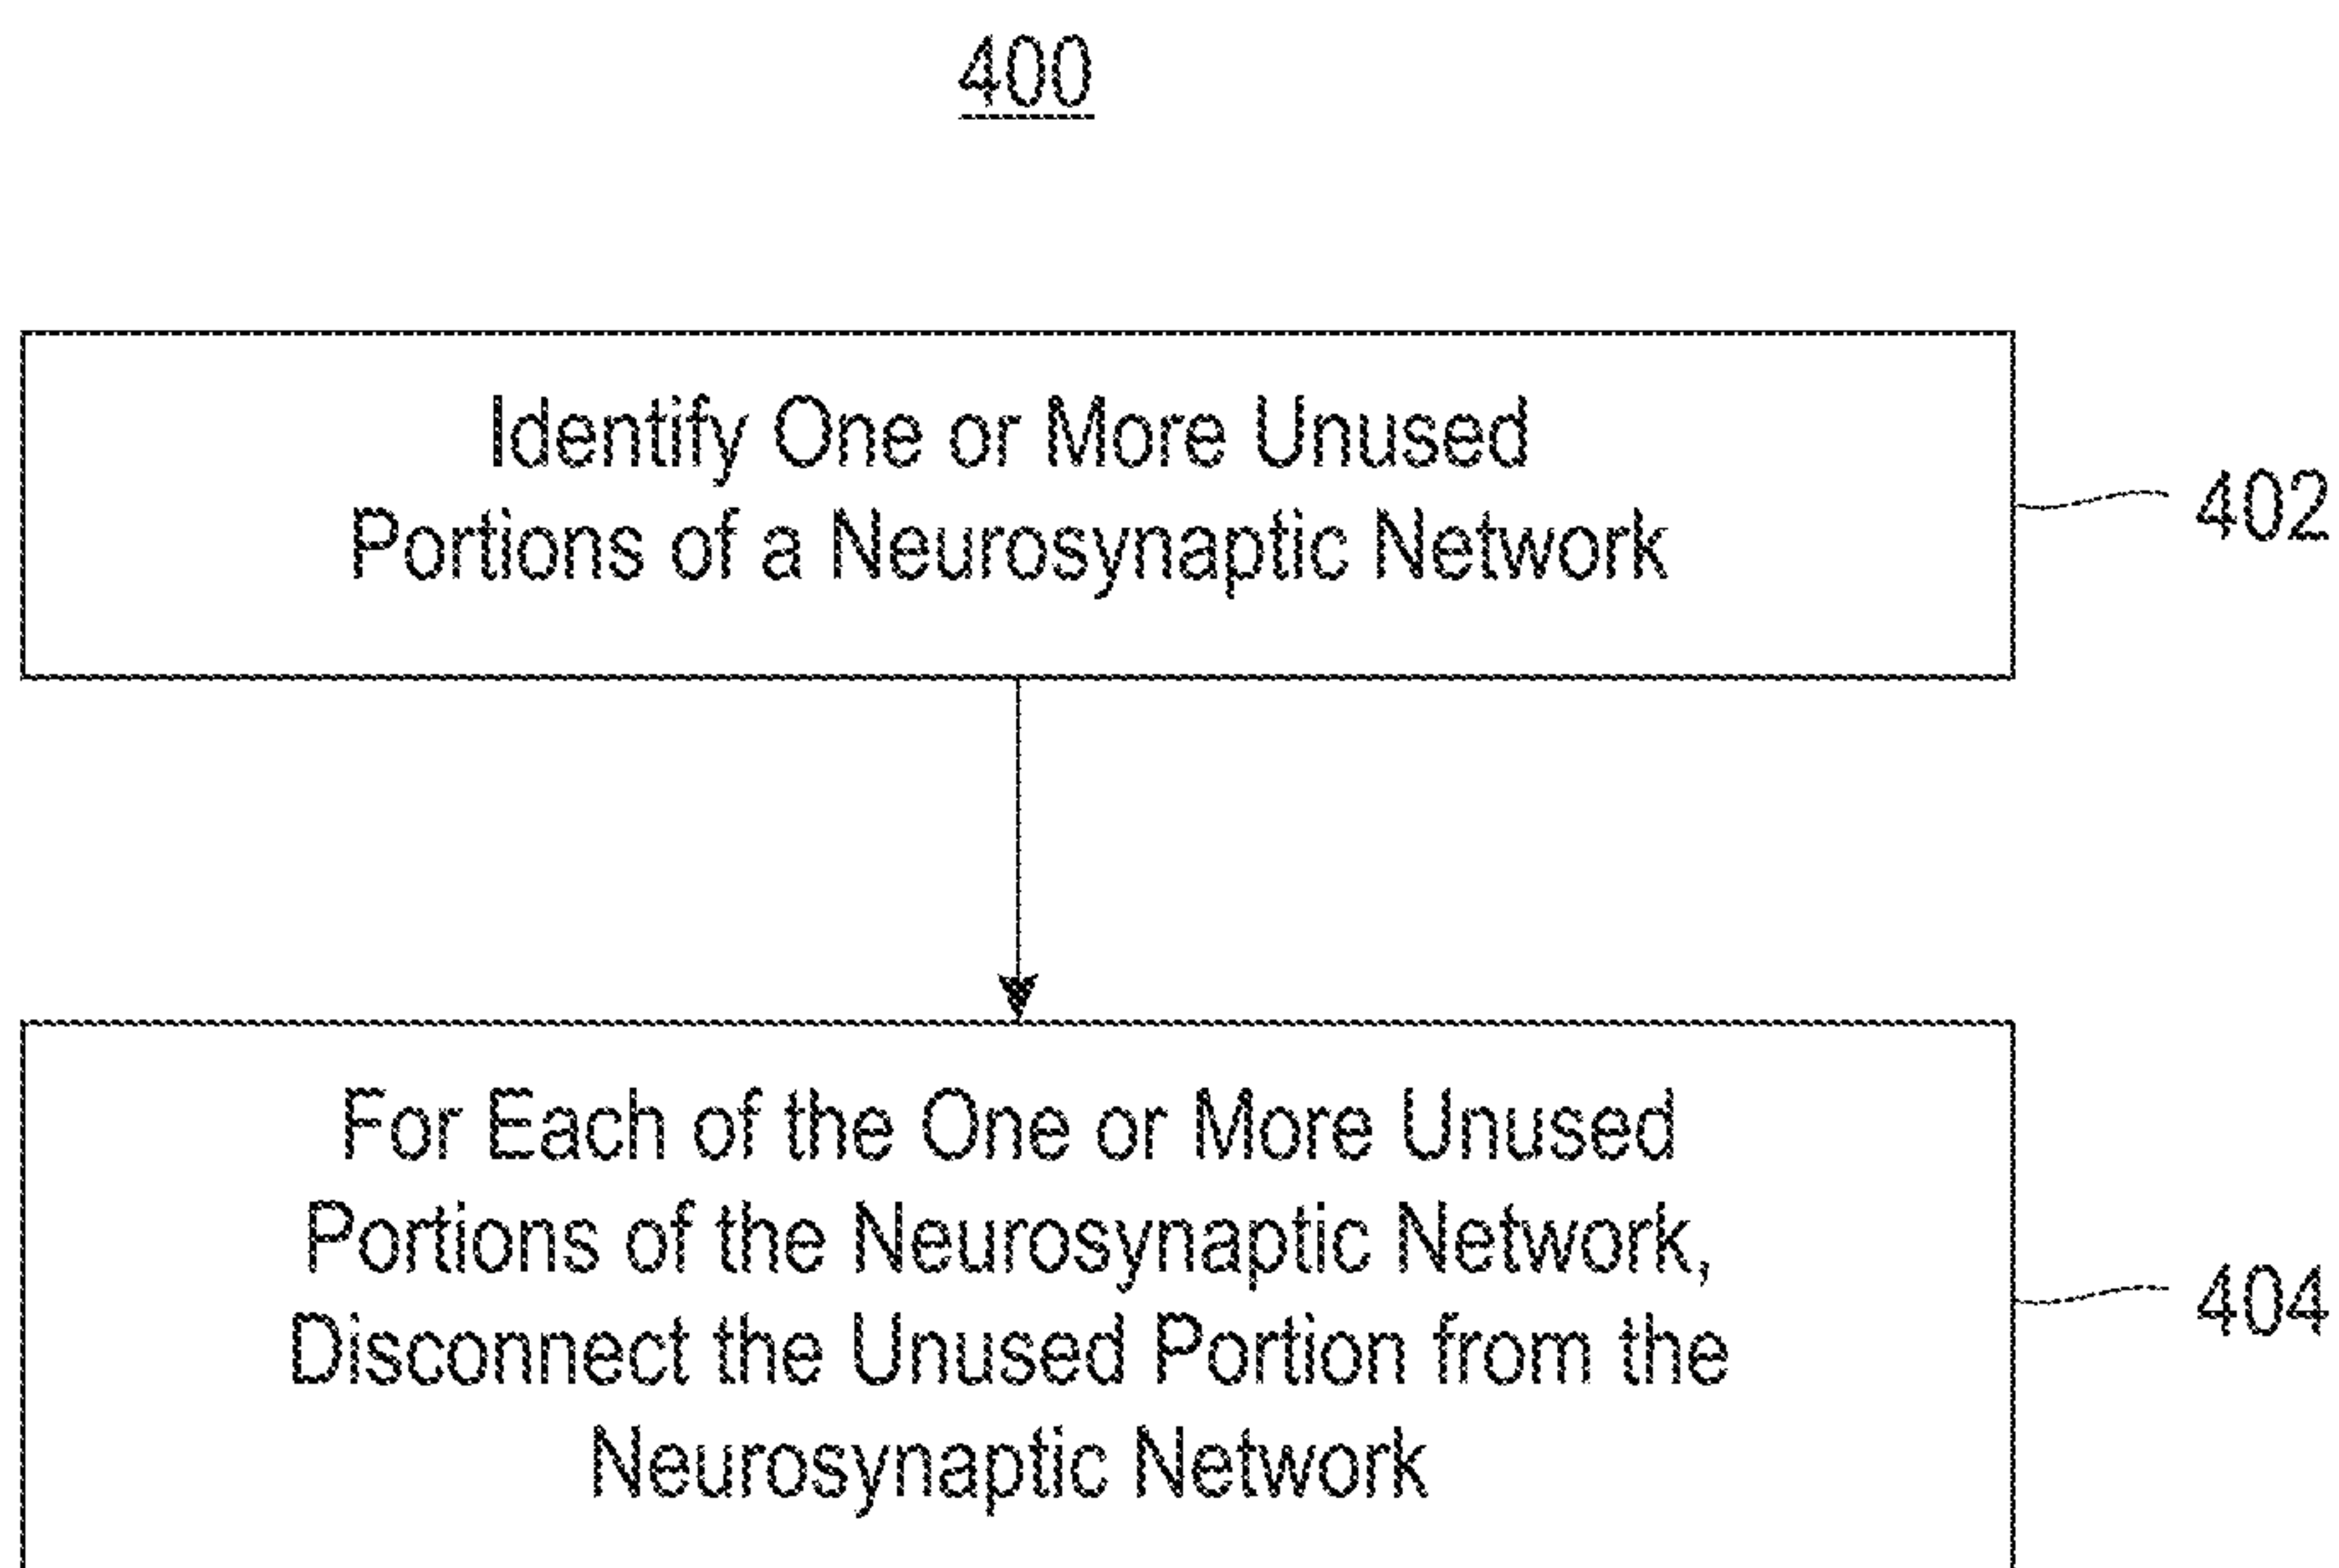 400
Identify One or More Unused
Portions of a Neurosynaptic Network
402
For Each of the One or More Unused
Portions of the Neurosynaptic Network,
Disconnect the Unused Portion from the
Neurosynaptic Network
404